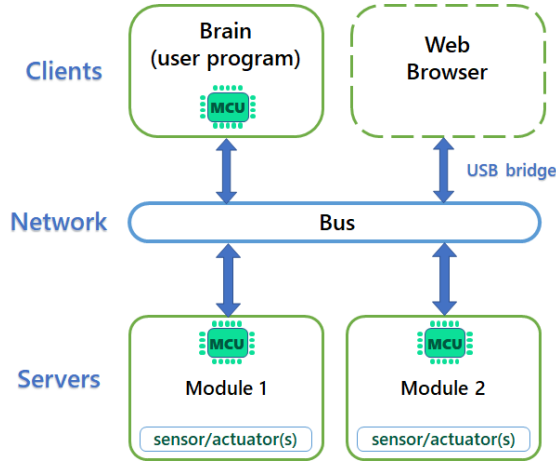 Clients
Brain
(user program)
MCU
Web
Browser
USB bridge
Network
Bus
Servers
MCU
Module 1
sensor/actuator(s)
MCU
Module 2
sensor/actuator(s)